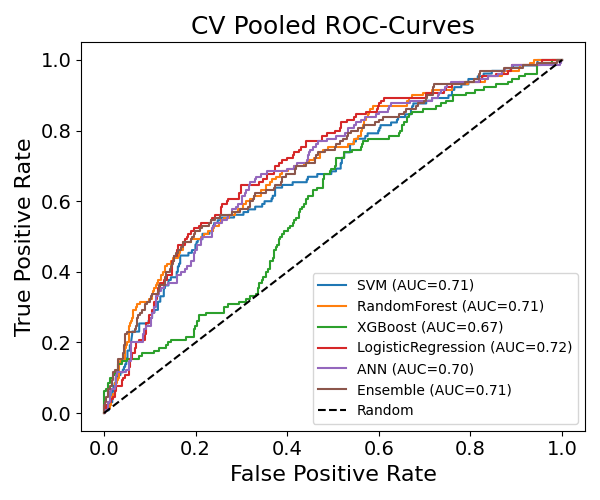 CV Pooled ROC-Curves
True Positive Rate
1.0
0.8
0.6
0.4
0.2
0.0
SVM (AUC=0.71)
RandomForest (AUC=0.71)
XGBoost (AUC=0.67)
LogisticRegression (AUC=0.72)
ANN (AUC=0.70)
Ensemble (AUC=0.71)
Random
0.0 0.2 0.4 0.6 0.8 1.0
False Positive Rate